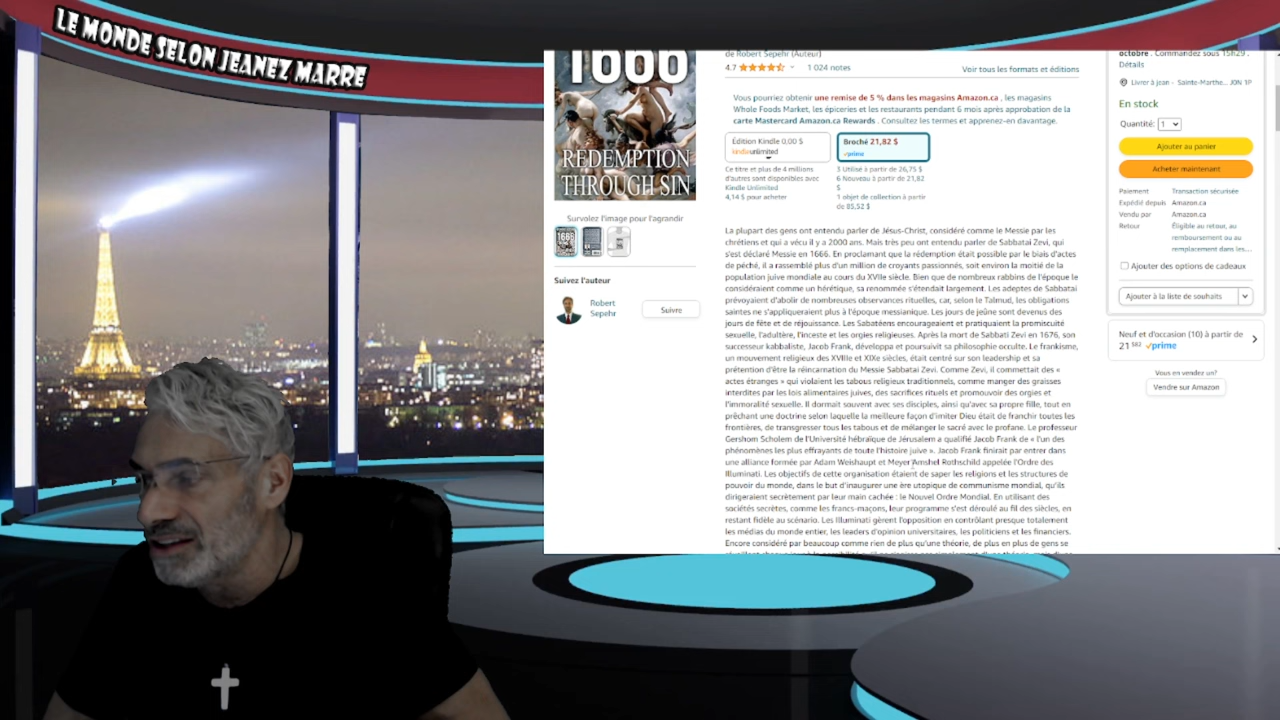 LE MONDE SELON JEANEZ MARRE
1666
REDEMPTION
THROUGH SIN
Survolez l'image pour l'agrandir
Suivez l'auteur
Robert
Sepehr
Suivre
de Robert Sepehr (Auteur)
4.7
1 024 notes
Voir tous les formats et éditions
Vous pourriez obtenir une remise de 5 % dans les magasins Amazon.ca , les magasins
Whole Foods Market, les épiceries et les restaurants pendant 6 mois après approbation de la
carte Mastercard Amazon.ca Rewards . Consultez les termes et apprenez-en davantage.
Édition Kindle 0,00 $
kindleunlimited
Broché 21,82 $
prime
Ce titre et plus de 4 millions
d'autres sont disponibles avec
Kindle Unlimited
4,14 $ pour acheter
3 Utilisé à partir de 26,75 $
6 Nouveau à partir de 21,82
$
1 objet de collection à partir
de 85,52 $
La plupart des gens ont entendu parler de Jésus-Christ, considéré comme le Messie par les
chrétiens et qui a vécu il y a 2000 ans. Mais très peu ont entendu parler de Sabbatai Zevi, qui
s'est déclaré Messie en 1666. En proclamant que la rédemption était possible par le biais d'actes
de péché, il a rassemblé plus d'un million de croyants passionnés, soit environ la moitié de la
population juive mondiale au cours du XVIIe siècle. Bien que de nombreux rabbins de l'époque le
considéraient comme un hérétique, sa renommée s'étendait largement. Les adeptes de Sabbatai
prévoyaient d'abolir de nombreuses observances rituelles, car, selon le Talmud, les obligations
saintes ne s'appliqueraient plus à l'époque messianique. Les jours de jeûne sont devenus des
jours de fête et de réjouissance. Les Sabatéens encourageaient et pratiquaient la promiscuité
sexuelle, l'adultère, l'inceste et les orgies religieuses. Après la mort de Sabbati Zevi en 1676, son
successeur kabbaliste, Jacob Frank, développa et poursuivit sa philosophie occulte. Le frankisme,
un mouvement religieux des XVIIIe et XIXe siècles, était centré sur son leadership et sa
prétention d'être la réincarnation du Messie Sabbatai Zevi. Comme Zevi, il commettait des «
actes étranges » qui violaient les tabous religieux traditionnels, comme manger des graisses
interdites par les lois alimentaires juives, des sacrifices rituels et promouvoir des orgies et
l'immoralité sexuelle. Il dormait souvent avec ses disciples, ainsi qu'avec sa propre fille, tout en
prêchant une doctrine selon laquelle la meilleure façon d'imiter Dieu était de franchir toutes les
frontières, de transgresser tous les tabous et de mélanger le sacré avec le profane. Le professeur
Gershom Scholem de l'Université hébraïque de Jérusalem a qualifié Jacob Frank de « l'un des
phénomènes les plus effrayants de toute l'histoire juive ». Jacob Frank finirait par entrer dans
une alliance formée par Adam Weishaupt et Meyer Amshel Rothschild appelée l'Ordre des
Illuminati. Les objectifs de cette organisation étaient de saper les religions et les structures de
pouvoir du monde, dans le but d'inaugurer une ère utopique de communisme mondial, qu'ils
dirigeraient secrètement par leur main cachée : le Nouvel Ordre Mondial. En utilisant des
sociétés secrètes, comme les francs-maçons, leur programme s'est déroulé au fil des siècles, en
restant fidèle au scénario. Les Illuminati gèrent l'opposition en contrôlant presque totalement
les médias du monde entier, les leaders d'opinion universitaires, les politiciens et les financiers.
Encore considéré par beaucoup comme rien de plus qu'une théorie, de plus en plus de gens se
octobre . Commandez sous 15h29 .
Détails
Livrer à Jean - Sainte-Marthe... J0N 1P
En stock
Quantité: 1
Ajouter au panier
Acheter maintenant
Paiement Transaction sécurisée
Expédié depuis Amazon.ca
Vendu par Amazon.ca
Retour Éligible au retour, au
remboursement ou au
remplacement dans les...
Ajouter des options de cadeaux
Ajouter à la liste de souhaits
Neuf et d'occasion (10) à partir de
21 $82 prime
Vous en vendez un?
Vendre sur Amazon